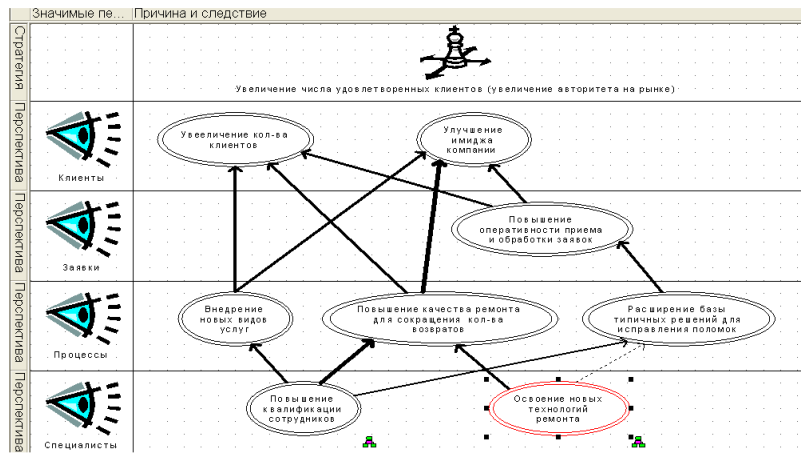 Значимые пе... Причина и следствие
Стратегия
Увеличение числа удовлетворенных клиентов (увеличение авторитета на рынке)
Перспектива
Клиенты
Увееличение кол-ва
клиентов
Улучшение
имиджа
компании
Перспектива
Заявки
Повышение
оперативности приема
и обработки заявок
Перспектива
Процессы
Внедрение
новых видов
услуг
Повышение качества ремонта
для сокращения кол-ва
возвратов
Расширение базы
типичных решений для
исправления поломок
Перспектива
Специалисты
Повышение
квалификации
сотрудников
Освоение новых
технологий
ремонта